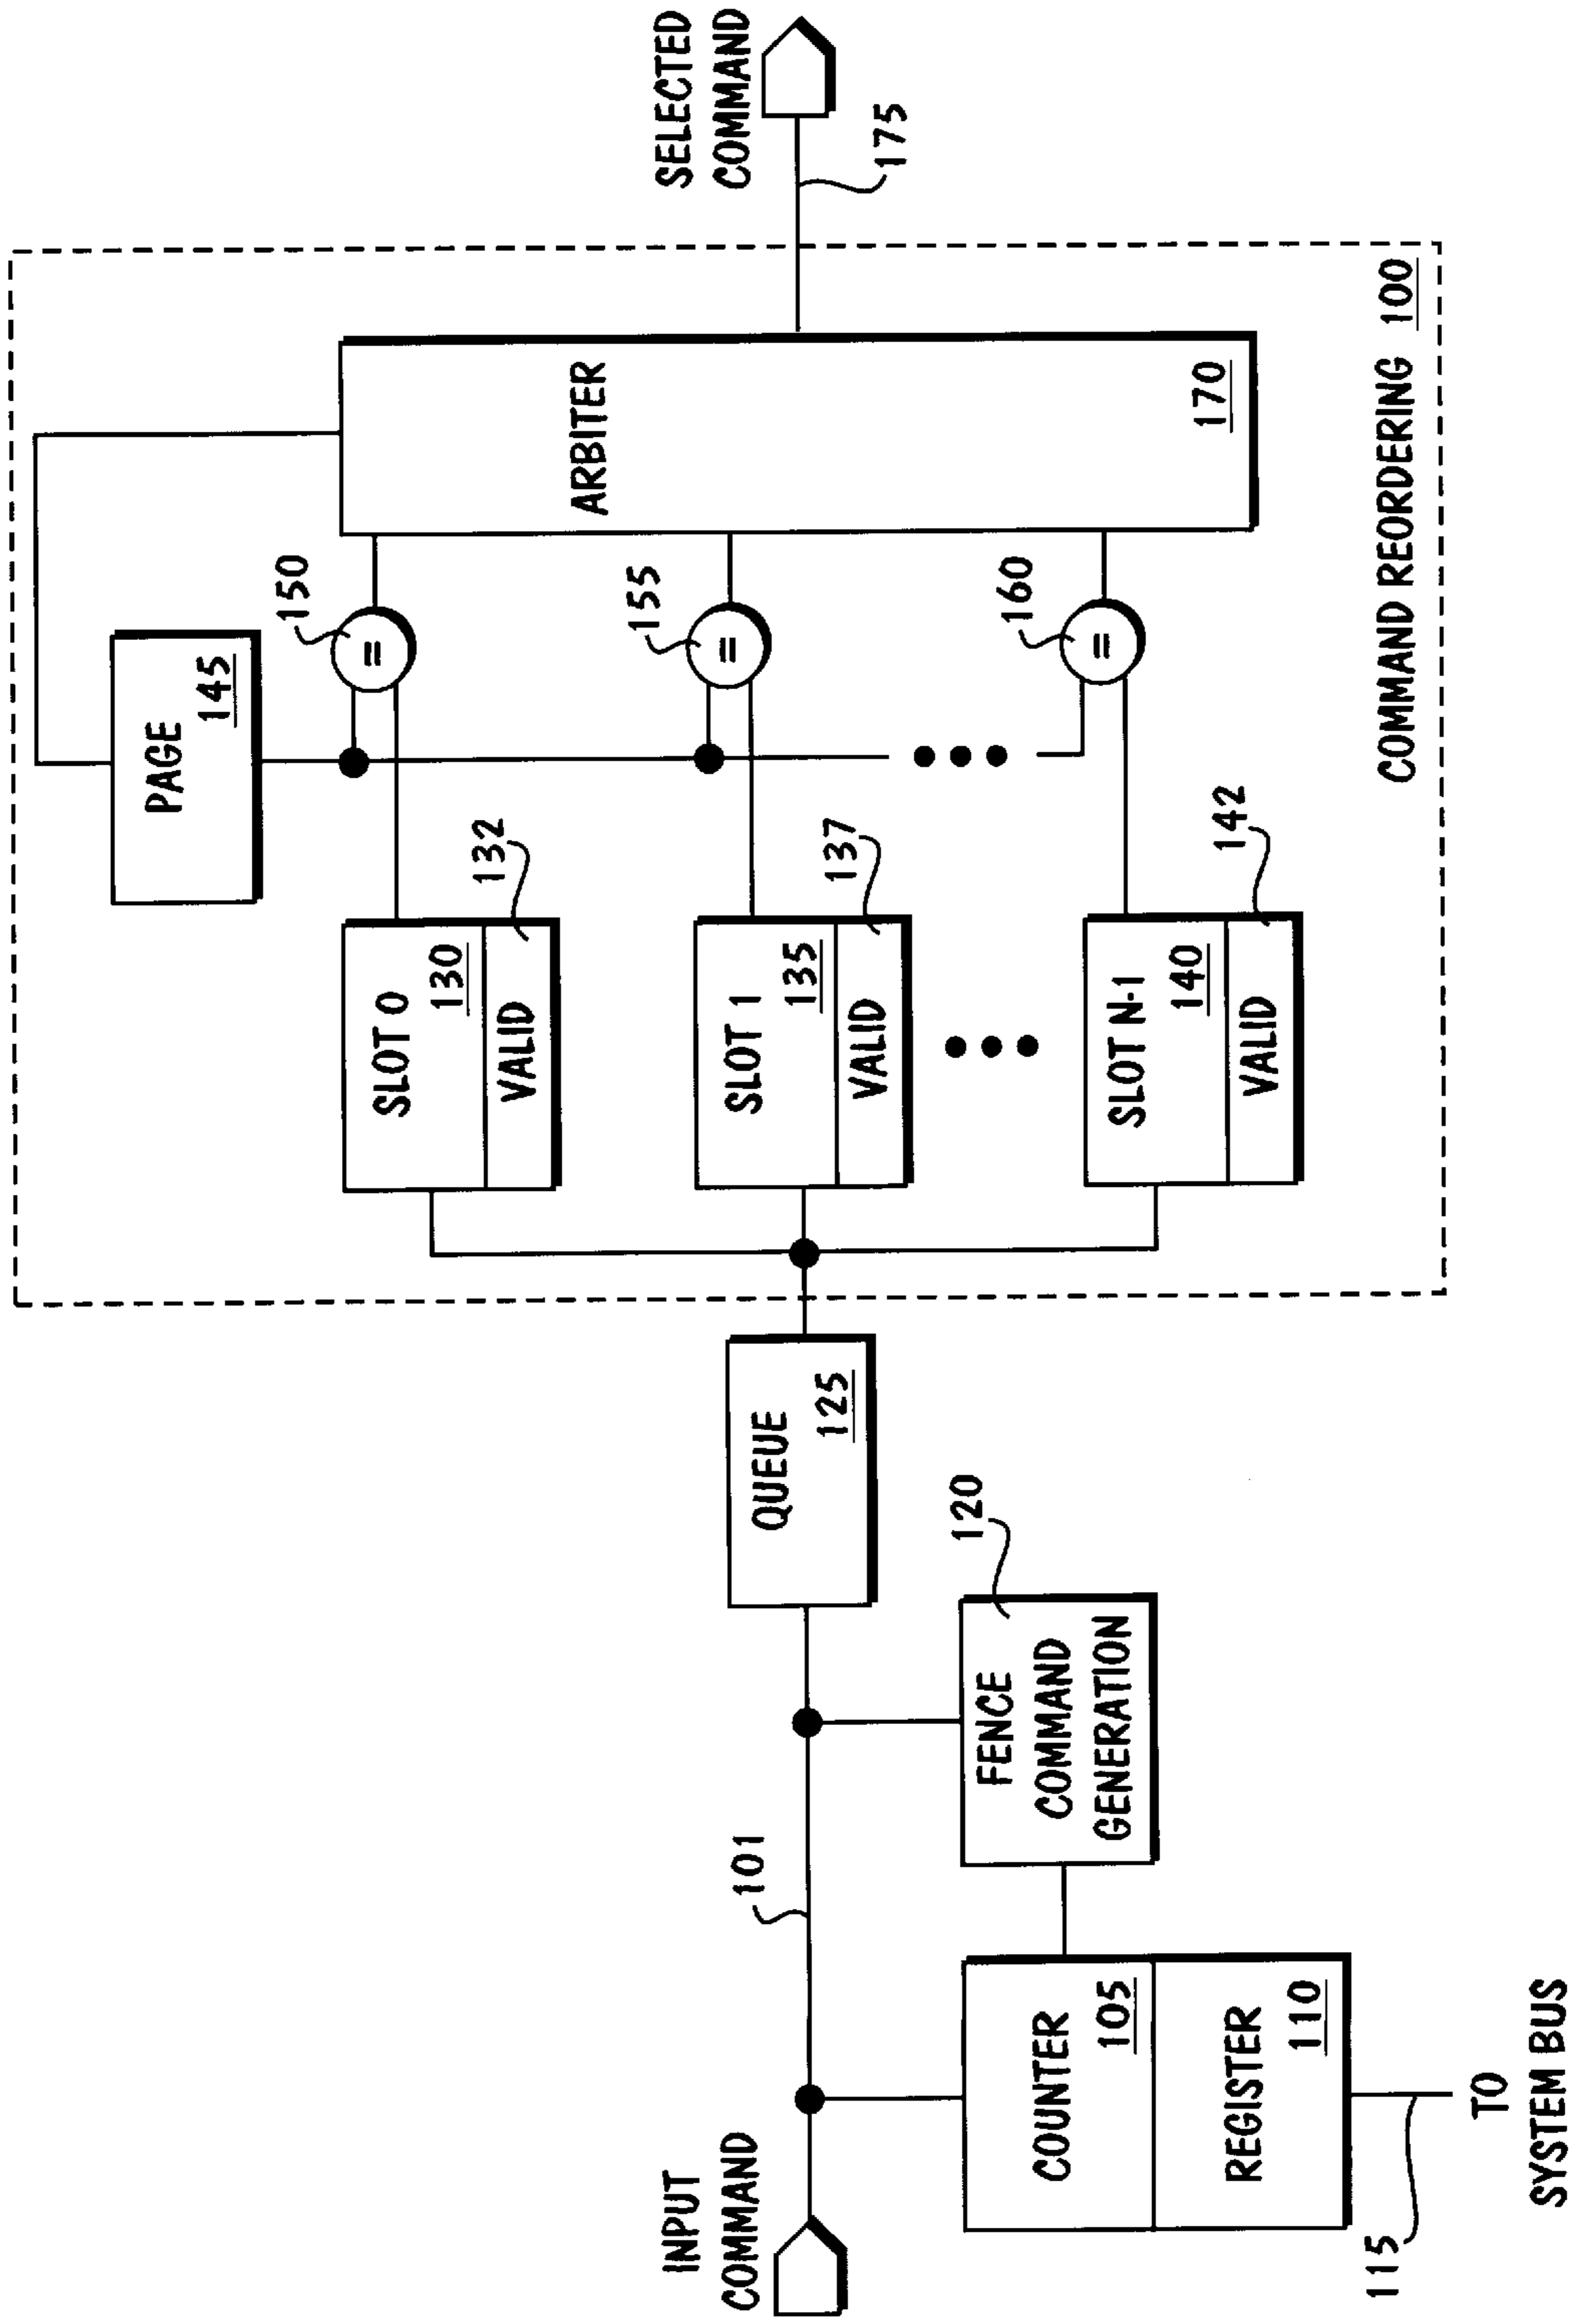 INPUT
COMMAND
101
COUNTER
105
REGISTER
110
115
TO
SYSTEM BUS
FENCE
COMMAND
GENERATION
120
QUEUE
125
SLOT 0
130
VALID
132
SLOT 1
135
VALID
137
SLOT N-1
140
VALID
142
PAGE
145
=
150
=
155
=
160
ARBITER
170
COMMAND REORDERING 100
SELECTED
COMMAND
175